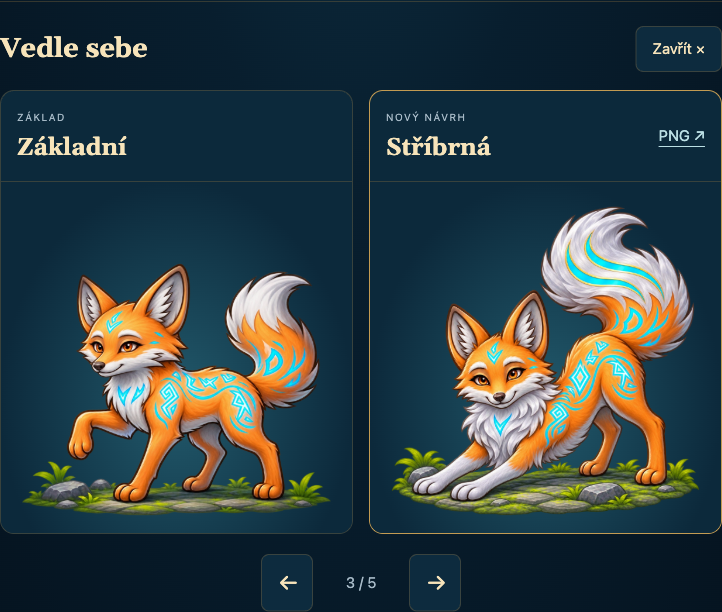 Vedle sebe
Zavřít ×
ZÁKLAD
Základní
NOVÝ NÁVRH
Stříbrná
PNG ↗
← 3 / 5 →